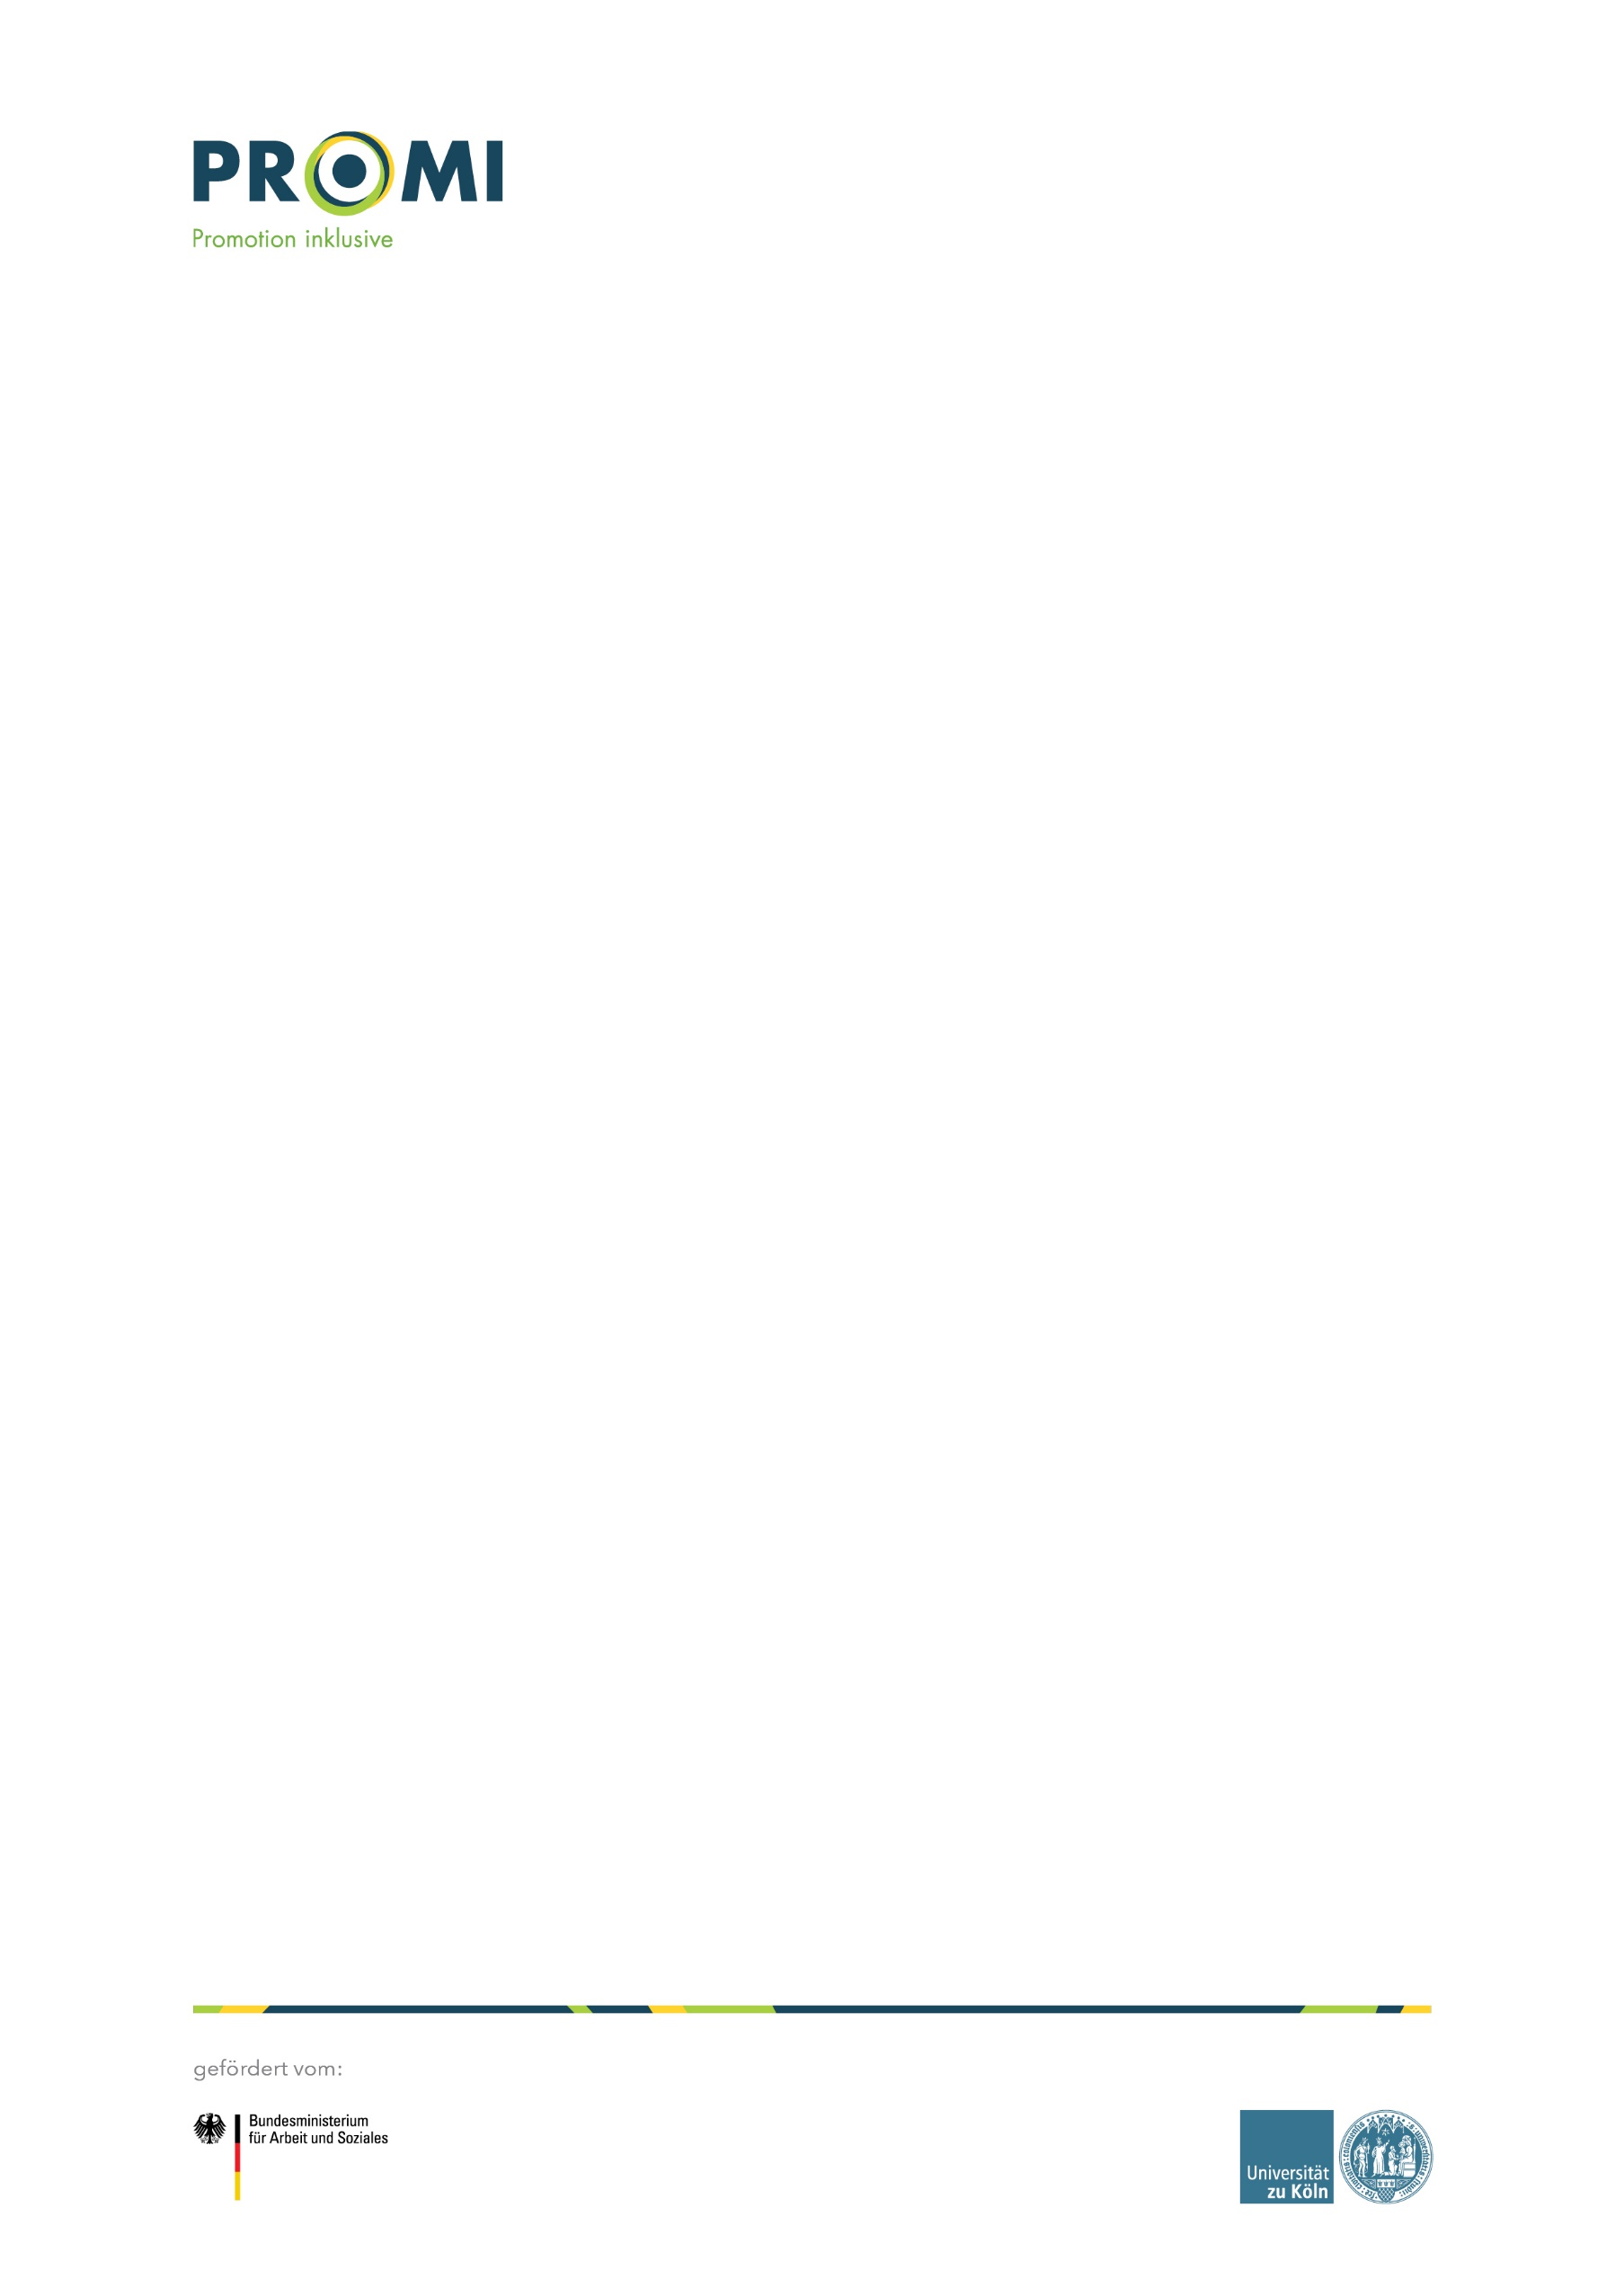 PROMI
Promotion inklusive
gefördert vom:
Bundesministerium
für Arbeit und Soziales
Universität
zu Köln